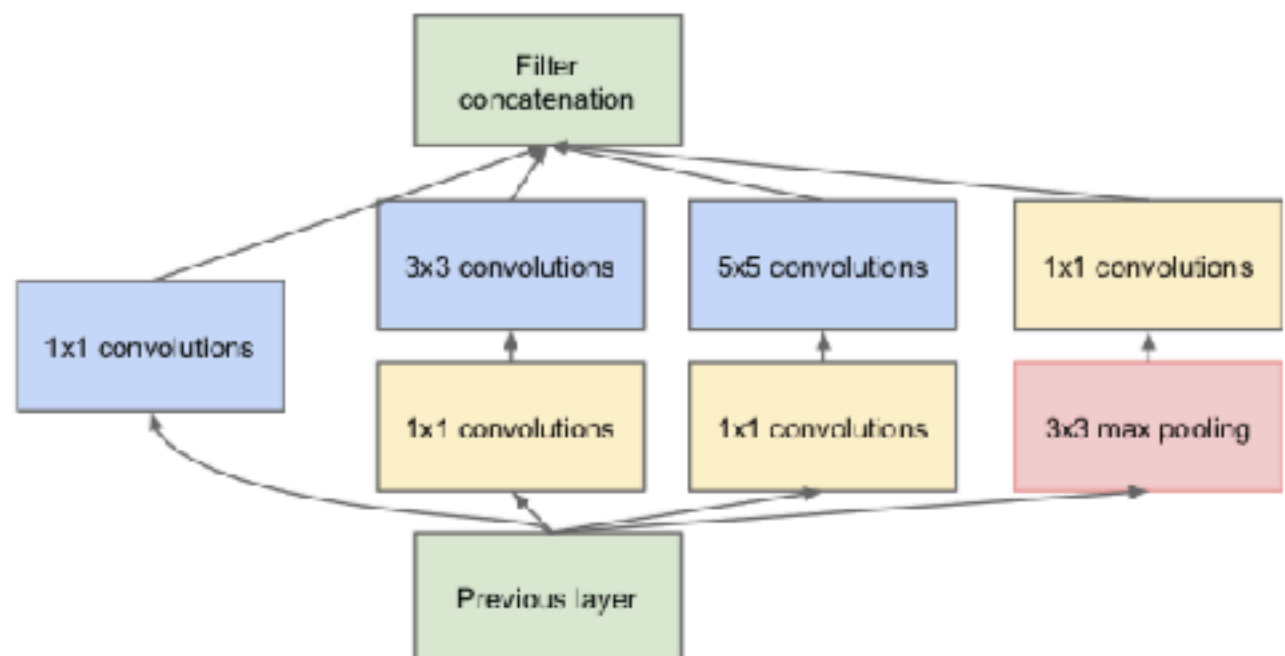 Filter
concatenation
3x3 convolutions
5x5 convolutions
1x1 convolutions
1x1 convolutions
1x1 convolutions
1x1 convolutions
3x3 max pooling
Previous layer